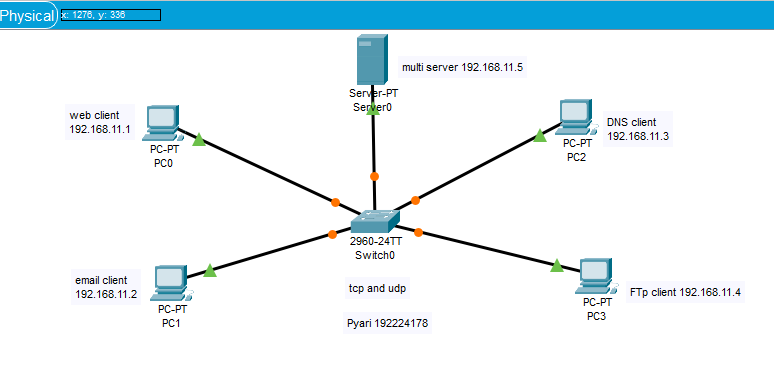 Physical
x: 1276, y: 336
multi server 192.168.11.5
Server-PT
Server0
web client
192.168.11.1
PC-PT
PC0
DNS client
192.168.11.3
PC-PT
PC2
2960-24TT
Switch0
email client
192.168.11.2
PC-PT
PC1
tcp and udp
FTp client 192.168.11.4
PC-PT
PC3
Pyari 192224178